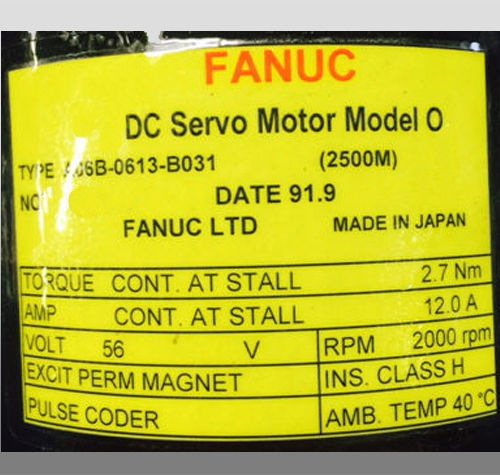 FANUC
DC Servo Motor Model O
TYPE A06B-0613-B031 (2500M)
NO DATE 91.9
FANUC LTD MADE IN JAPAN
TORQUE CONT. AT STALL 2.7 Nm
AMP CONT. AT STALL 12.0 A
VOLT 56 V RPM 2000 rpm
EXCIT PERM MAGNET INS. CLASS H
PULSE CODER AMB. TEMP 40 °C